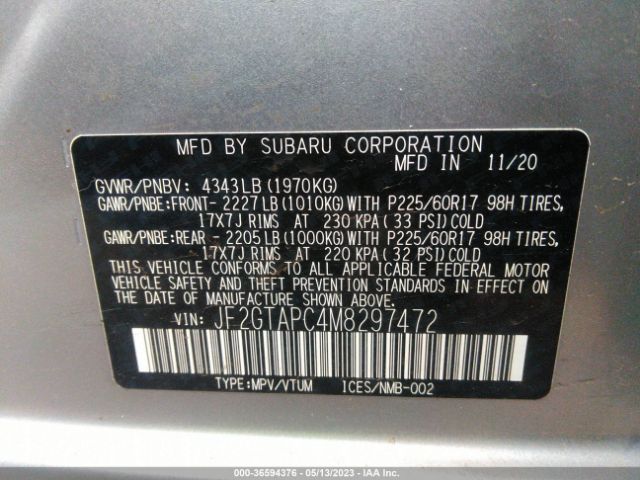 MFD BY SUBARU CORPORATION
MFD IN 11/20
GVWR/PNBV: 4343LB(1970KG)
GAWR/PNBE:FRONT- 2227LB(1010KG)WITH P225/60R17 98H TIRES,
17X7J RIMS AT 230 KPA(33 PSI)COLD
GAWR/PNBE:REAR - 2205LB(1000KG)WITH P225/60R17 98H TIRES,
17X7J RIMS AT 220 KPA(32 PSI)COLD
THIS VEHICLE CONFORMS TO ALL APPLICABLE FEDERAL MOTOR
VEHICLE SAFETY AND THEFT PREVENTION STANDARDS IN EFFECT
ON THE DATE OF MANUFACTURE SHOWN ABOVE.
VIN: JF2GTAPC4M8297472
TYPE:MPV/VTUM ICES/NMB-002
000-36594376 - 05/13/2023 - IAA Inc.